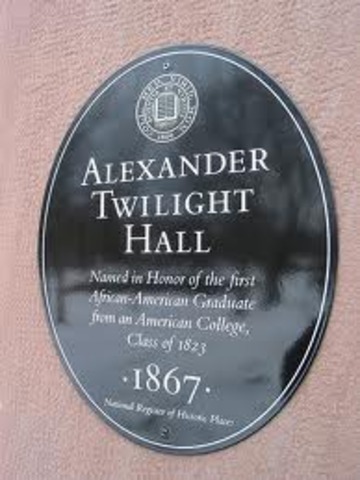 ALEXANDER
TWILIGHT
HALL
Named in Honor of the first
African-American Graduate
from an American College,
Class of 1823
·1867·
National Register of Historic Places